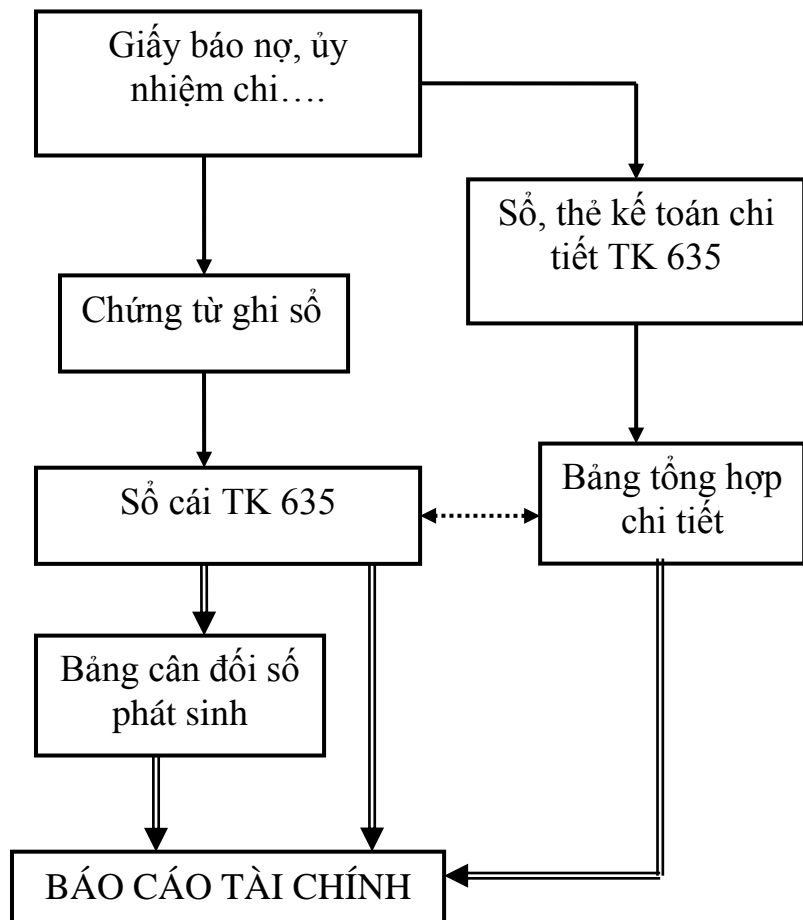 Giấy báo nợ, ủy
nhiệm chi….
Sổ, thẻ kế toán chi
tiết TK 635
Chứng từ ghi sổ
Sổ cái TK 635
Bảng tổng hợp
chi tiết
Bảng cân đối số
phát sinh
BÁO CÁO TÀI CHÍNH